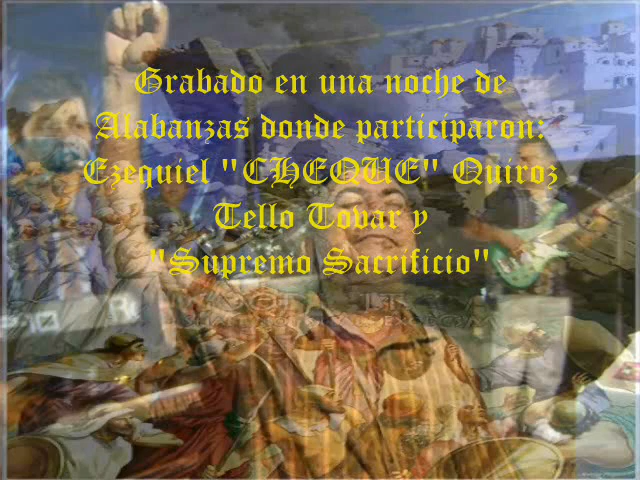 Grabado en una noche de
Alabanzas donde participaron:
Ezequiel "CHEQUE" Quiroz
Tello Tovar y
"Supremo Sacrificio"